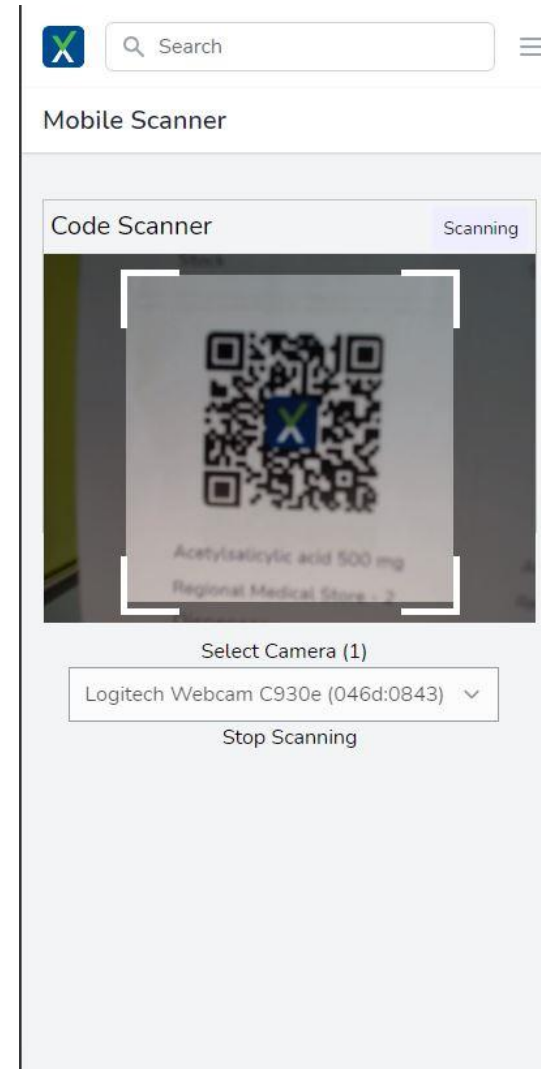 Search
Mobile Scanner
Code Scanner
Scanning
Stock
Acetylsalicylic acid 500 mg
Regional Medical Store - 2
Select Camera (1)
Logitech Webcam C930e (046d:0843)
Stop Scanning